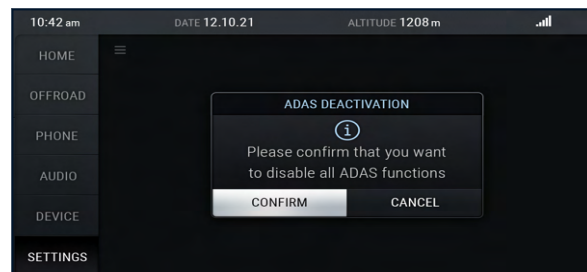 10:42 am DATE 12.10.21 ALTITUDE 1208 m
HOME
OFFROAD
PHONE
AUDIO
DEVICE
SETTINGS
ADAS DEACTIVATION
i
Please confirm that you want
to disable all ADAS functions
CONFIRM CANCEL